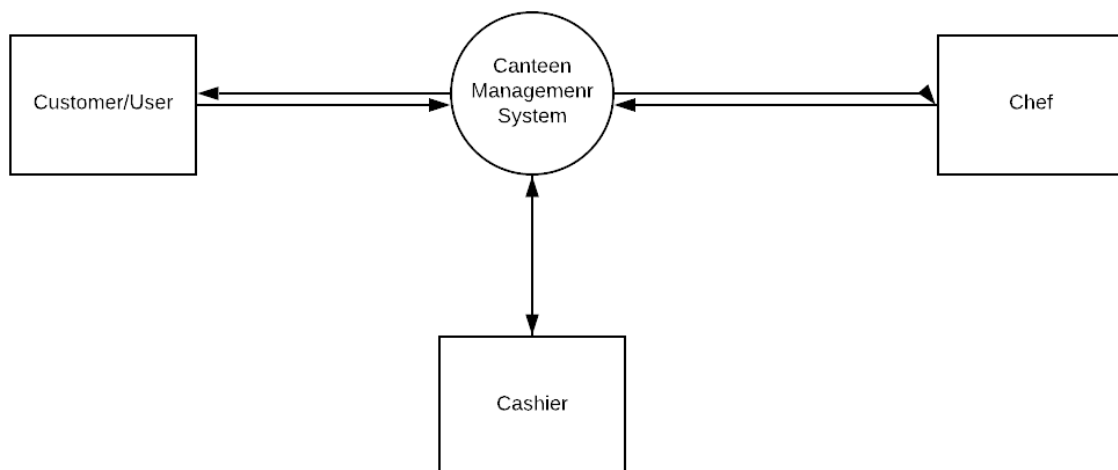 Customer/User
Canteen
Managemenr
System
Chef
Cashier